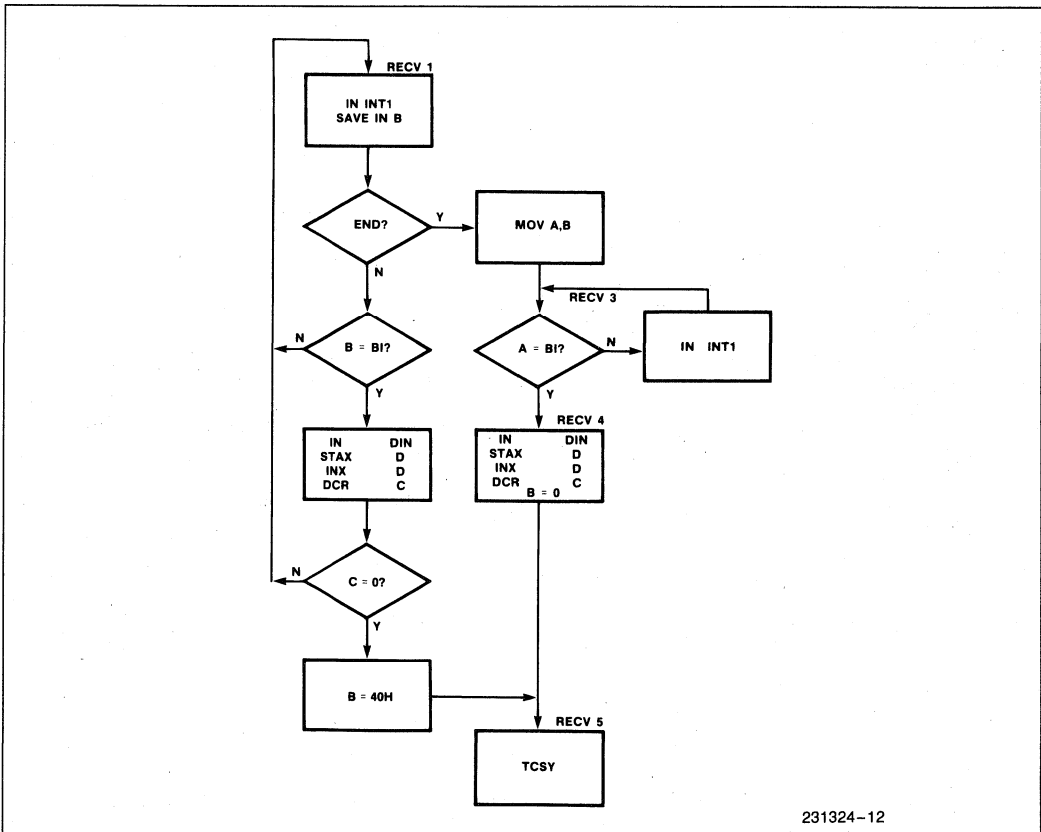 RECV 1
IN INT1
SAVE IN B
END?
Y
MOV A,B
N
RECV 3
N
B = BI?
Y
A = BI?
N
IN INT1
Y
RECV 4
IN DIN
STAX D
INX D
DCR C
IN DIN
STAX D
INX D
DCR C
B = 0
N
C = 0?
Y
B = 40H
RECV 5
TCSY
231324-12